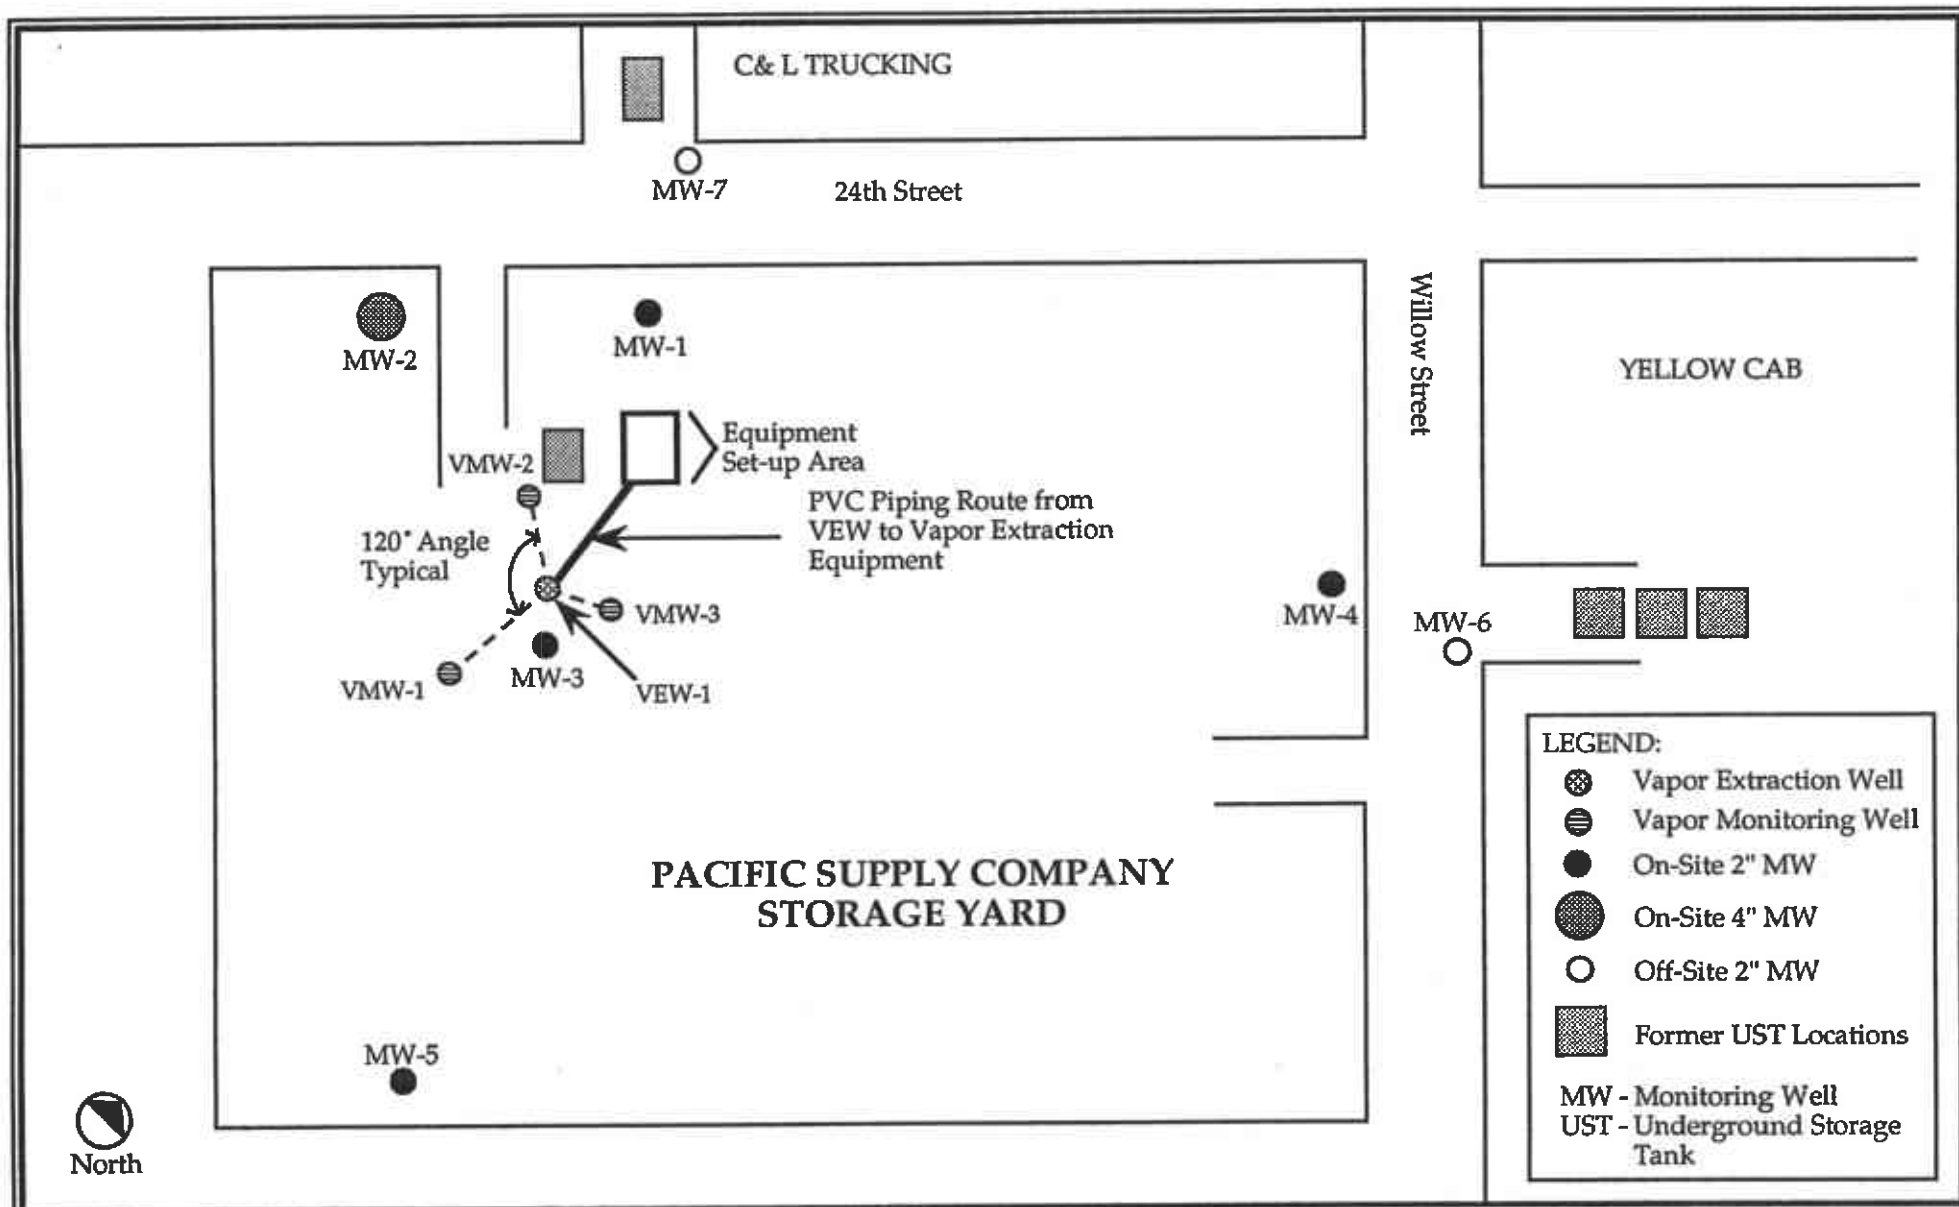 C& L TRUCKING
MW-7
24th Street
MW-2
MW-1
Willow Street
YELLOW CAB
VMW-2
Equipment
Set-up Area
PVC Piping Route from
VEW to Vapor Extraction
Equipment
120° Angle
Typical
VMW-3
MW-4
MW-6
VMW-1
MW-3
VEW-1
PACIFIC SUPPLY COMPANY
STORAGE YARD
MW-5
North
LEGEND:
Vapor Extraction Well
Vapor Monitoring Well
On-Site 2" MW
On-Site 4" MW
Off-Site 2" MW
Former UST Locations
MW - Monitoring Well
UST - Underground Storage
Tank